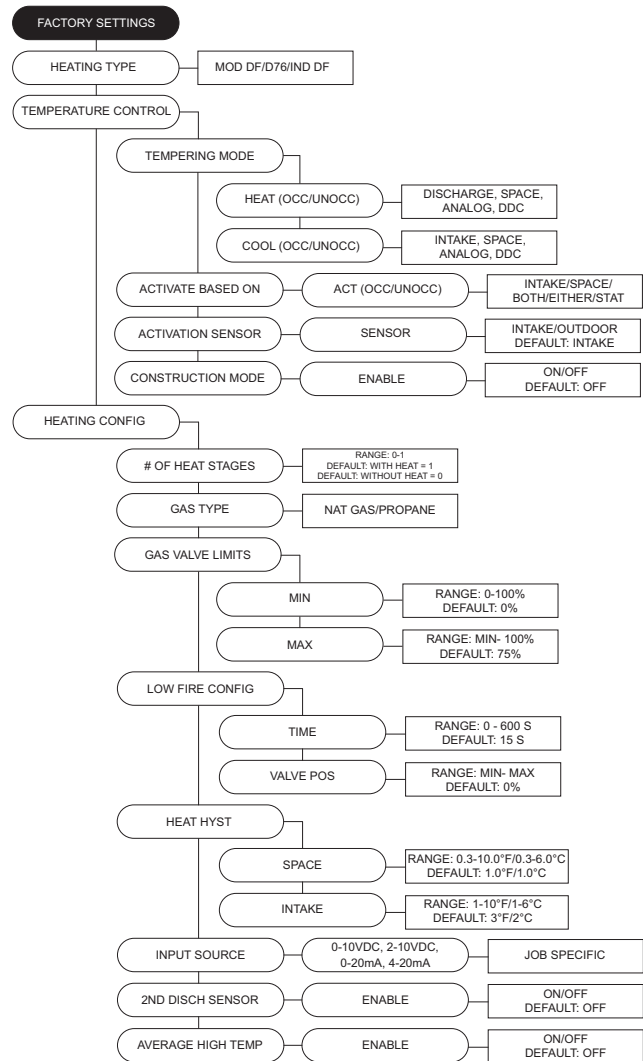 FACTORY SETTINGS
HEATING TYPE
MOD DF/D76/IND DF
TEMPERATURE CONTROL
TEMPERING MODE
HEAT (OCC/UNOCC)
DISCHARGE, SPACE,
ANALOG, DDC
COOL (OCC/UNOCC)
INTAKE, SPACE,
ANALOG, DDC
ACTIVATE BASED ON
ACT (OCC/UNOCC)
INTAKE/SPACE/
BOTH/EITHER/STAT
ACTIVATION SENSOR
SENSOR
INTAKE/OUTDOOR
DEFAULT: INTAKE
CONSTRUCTION MODE
ENABLE
ON/OFF
DEFAULT: OFF
HEATING CONFIG
# OF HEAT STAGES
RANGE: 0-1
DEFAULT: WITH HEAT = 1
DEFAULT: WITHOUT HEAT = 0
GAS TYPE
NAT GAS/PROPANE
GAS VALVE LIMITS
MIN
RANGE: 0-100%
DEFAULT: 0%
MAX
RANGE: MIN- 100%
DEFAULT: 75%
LOW FIRE CONFIG
TIME
RANGE: 0 - 600 S
DEFAULT: 15 S
VALVE POS
RANGE: MIN- MAX
DEFAULT: 0%
HEAT HYST
SPACE
RANGE: 0.3-10.0°F/0.3-6.0°C
DEFAULT: 1.0°F/1.0°C
INTAKE
RANGE: 1-10°F/1-6°C
DEFAULT: 3°F/2°C
INPUT SOURCE
0-10VDC, 2-10VDC,
0-20mA, 4-20mA
JOB SPECIFIC
2ND DISCH SENSOR
ENABLE
ON/OFF
DEFAULT: OFF
AVERAGE HIGH TEMP
ENABLE
ON/OFF
DEFAULT: OFF